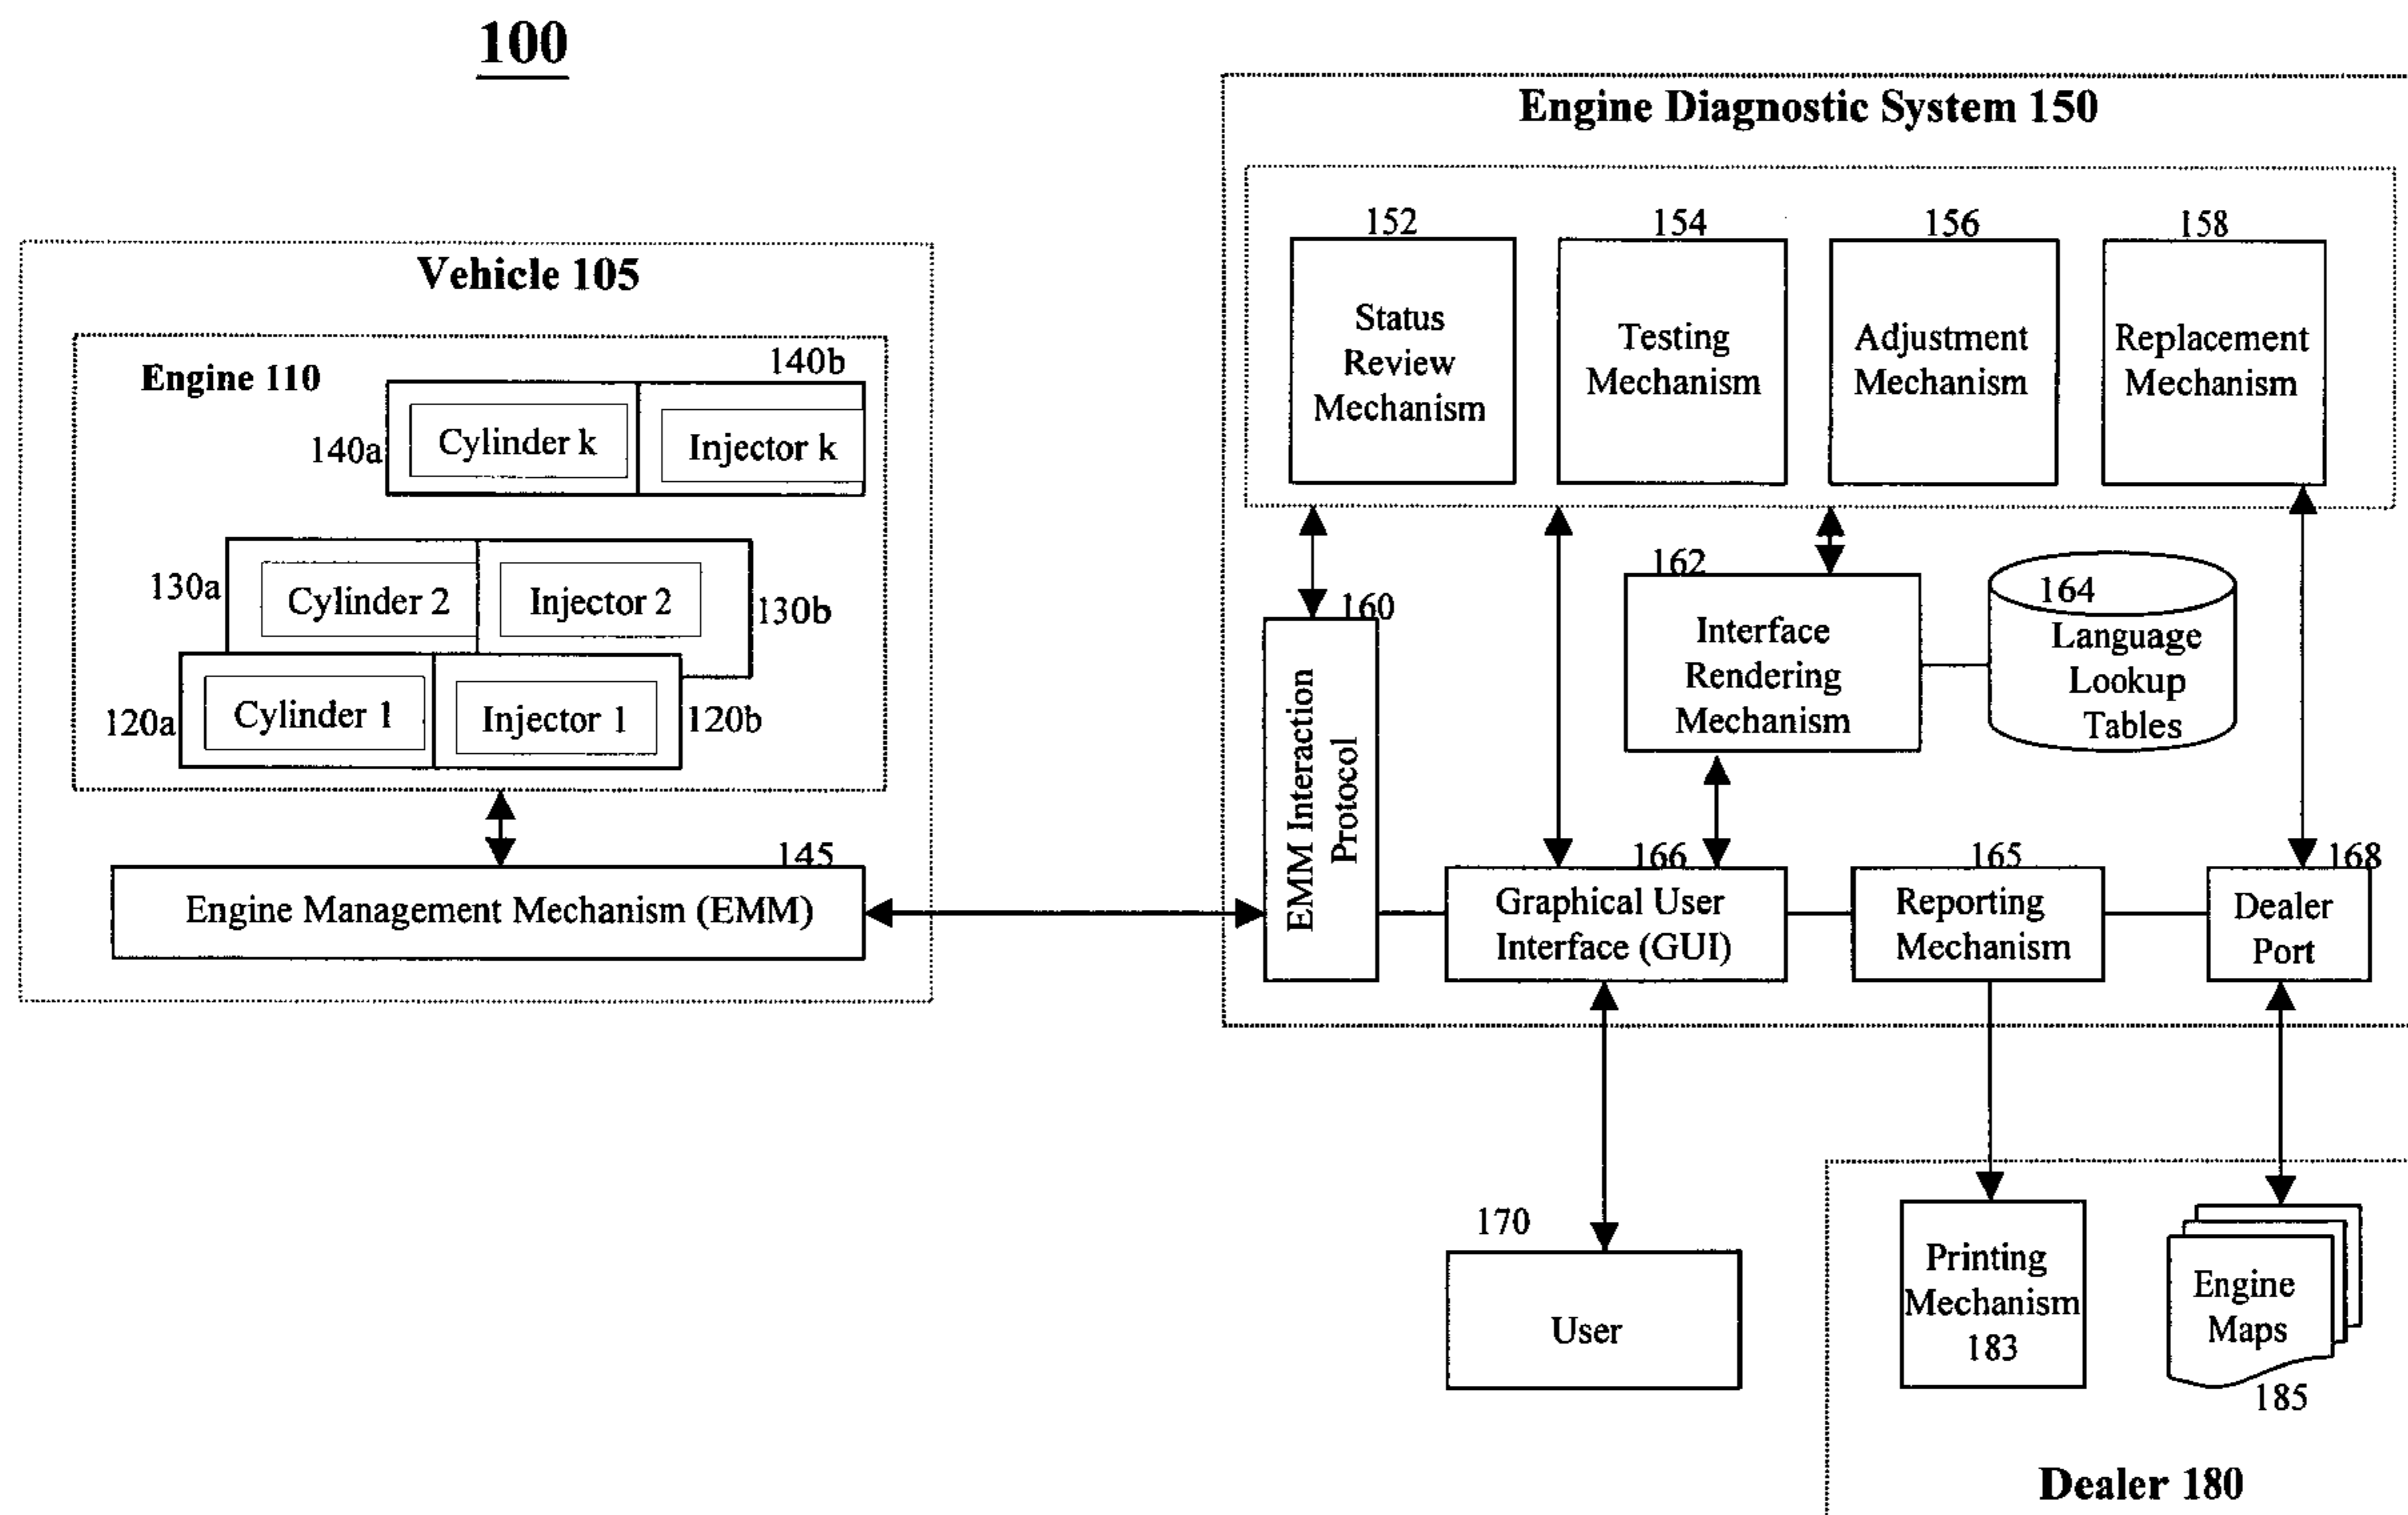 100
Engine Diagnostic System 150
152
154
156
158
Status
Review
Mechanism
Testing
Mechanism
Adjustment
Mechanism
Replacement
Mechanism
Vehicle 105
Engine 110
140b
140a
Cylinder k
Injector k
130a
Cylinder 2
Injector 2
130b
120a
Cylinder 1
Injector 1
120b
145
Engine Management Mechanism (EMM)
160
EMM Interaction
Protocol
162
Interface
Rendering
Mechanism
164
Language
Lookup
Tables
166
Graphical User
Interface (GUI)
165
Reporting
Mechanism
168
Dealer
Port
170
User
Printing
Mechanism
183
Engine
Maps
185
Dealer 180